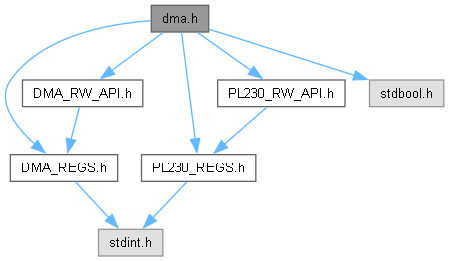 dma.h
DMA_RW_API.h
PL230_RW_API.h
stdbool.h
DMA_REGS.h
PL230_REGS.h
stdint.h